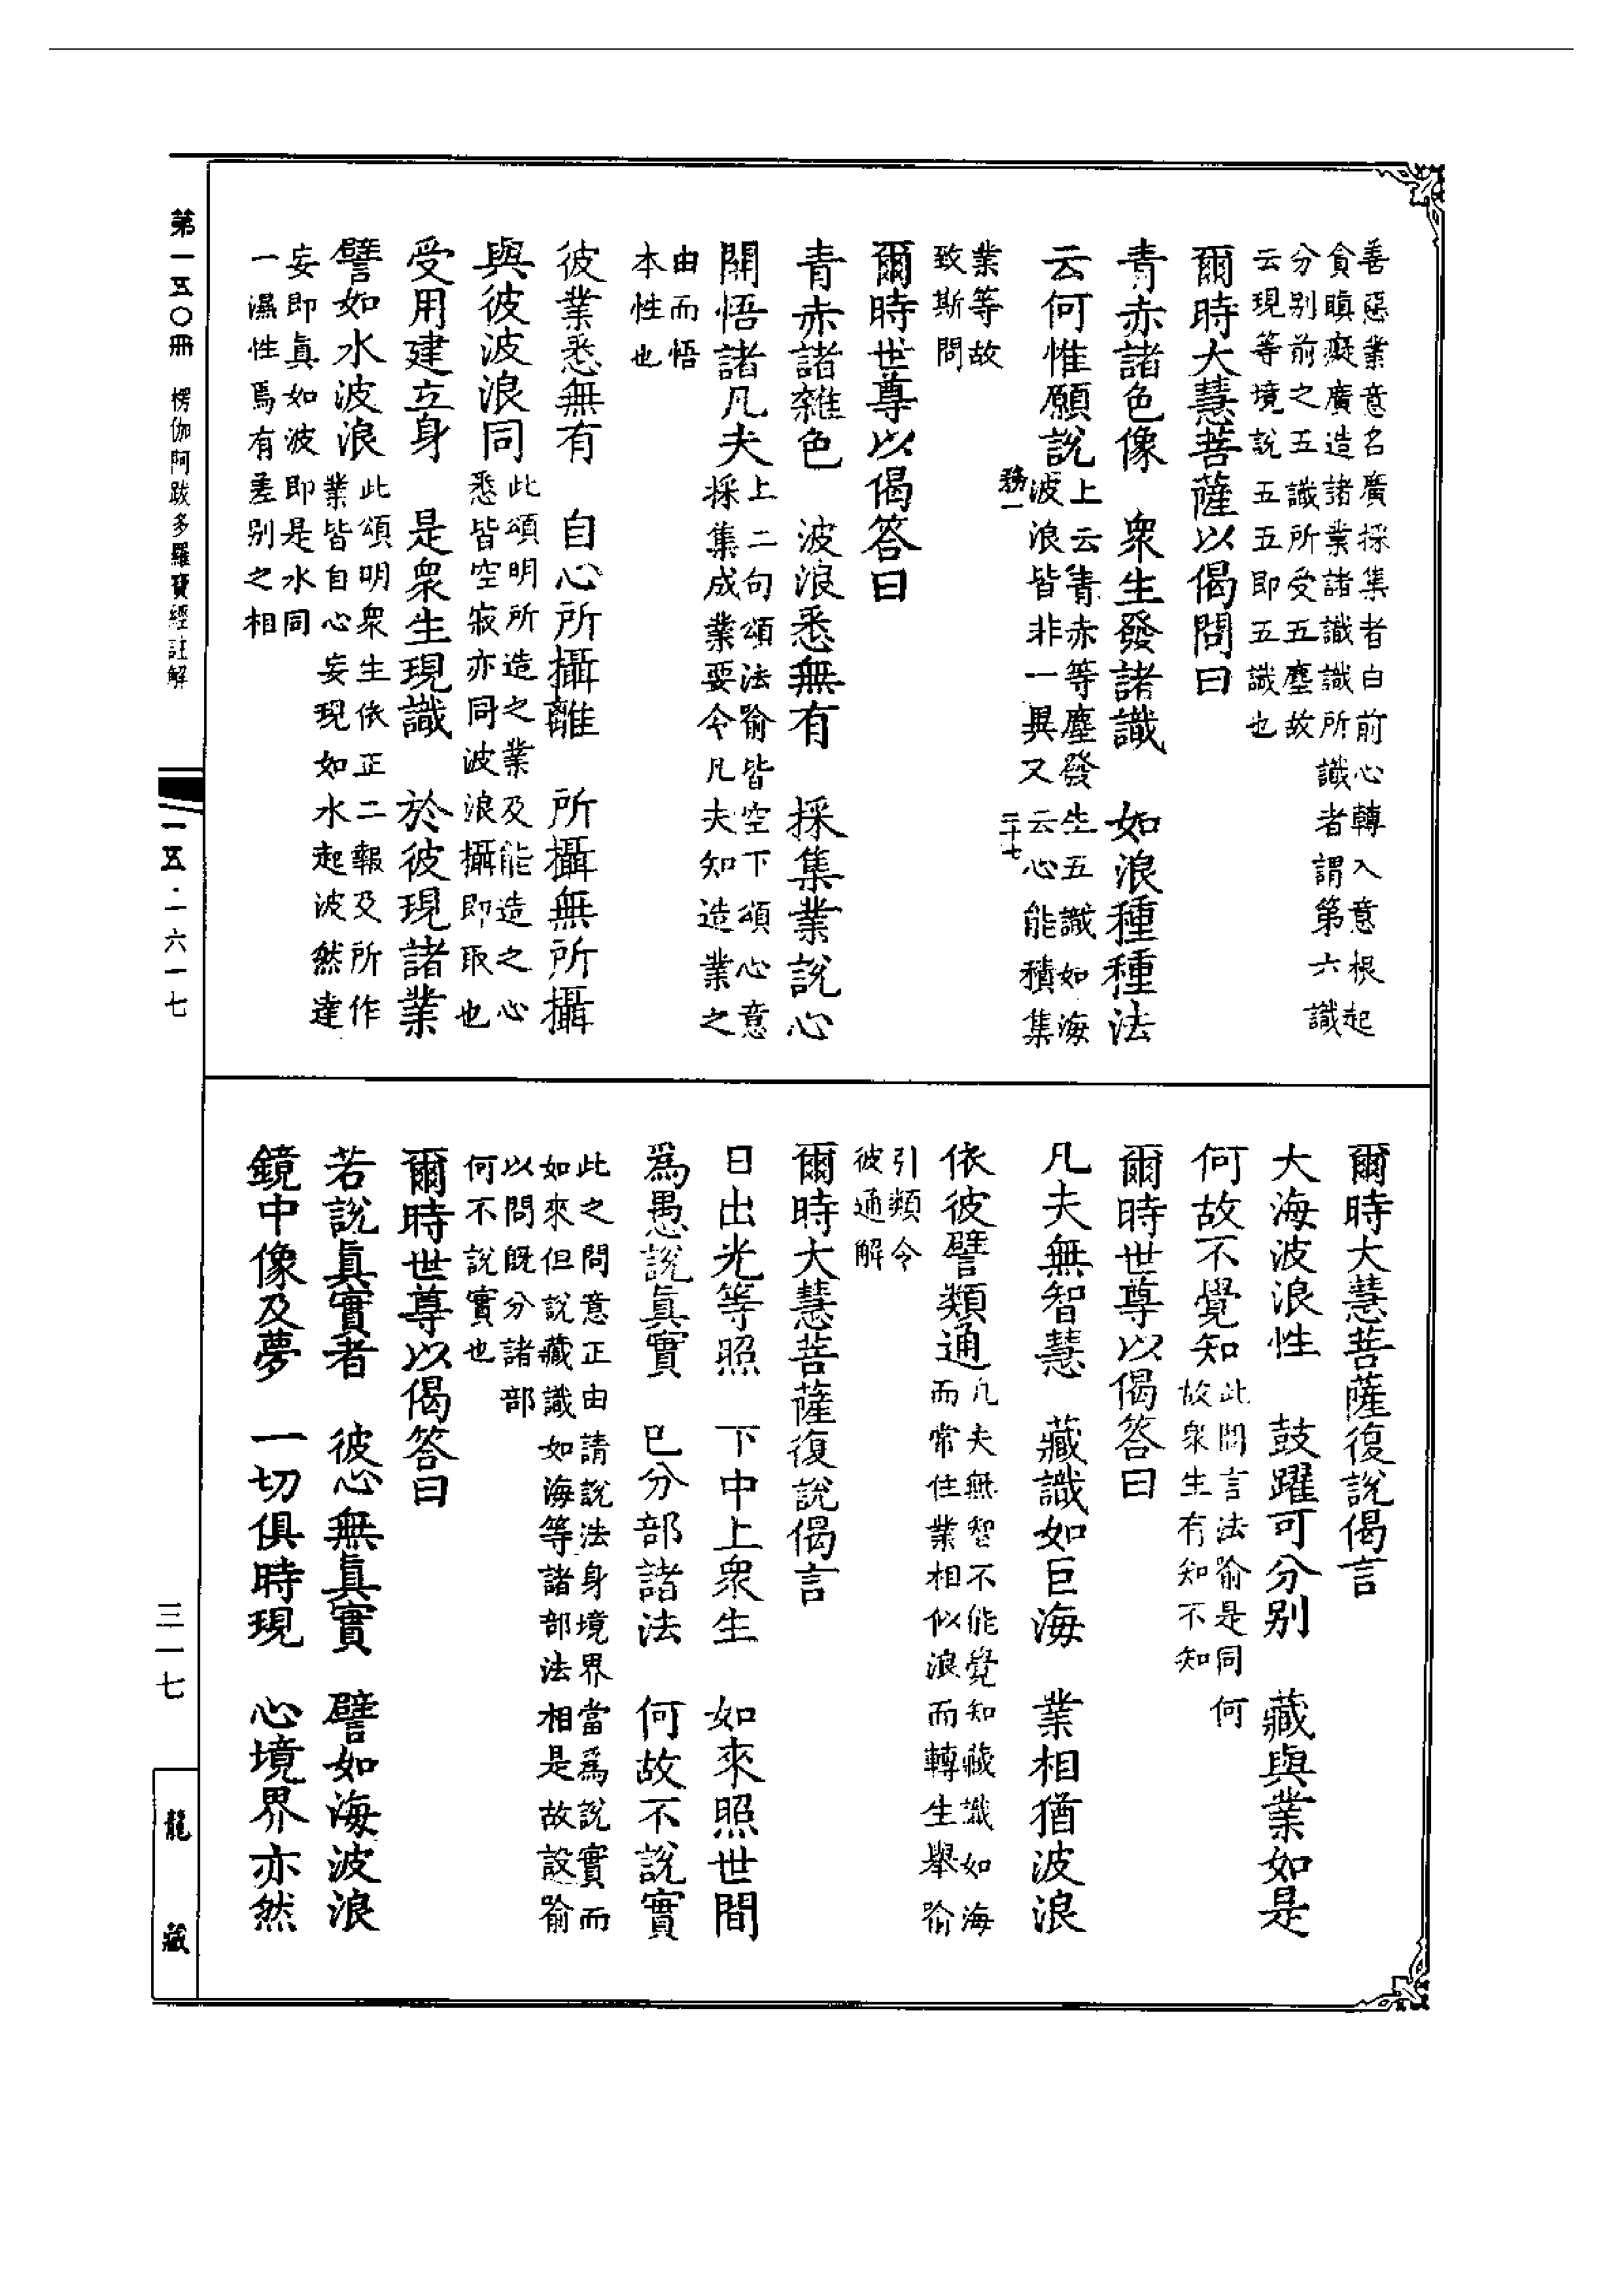 善惡業意名廣採集者白前心轉入意根起
貪瞋癡廣造諸業諸識識所識者謂第六識
分别前之五識所受五塵故
云現等境說五五即五識也
爾時大慧菩薩以偈問曰
青赤諸色像　衆生發諸識　如浪種種法
云何惟願說
上云青赤等塵發生五識如海
波浪皆非一異又云心能積集
業等故
致斯問
務一
二十七
爾時世尊以偈答曰
青赤諸雜色　波浪悉無有　採集業說心
開悟諸凡夫
上二句頌法喻皆空下頌心意
採集成業要令凡夫知造業之
由而悟
本性也
彼業悉無有　自心所攝離　所攝無所攝
與彼波浪同
此頌明所造之業及能造之心
悉皆空寂亦同波浪攝即取也
受用建立身　是衆生現識　於彼現諸業
譬如水波浪
此頌明衆生依正二報及所作
業皆自心妄現如水起波然達
妄即眞如波即是水同
一濕性焉有差别之相
爾時大慧菩薩復說偈言
大海波浪性　鼓躍可分别　藏與業如是
何故不覺知
此問言法喻是同何
故衆生有知不知
爾時世尊以偈答曰
凡夫無智慧　藏識如巨海　業相猶波浪
依彼譬類通
凡夫無智不能覺知藏識如海
而常住業相似浪而轉生舉喻
引類令
彼通解
爾時大慧菩薩復說偈言
日出光等照　下中上衆生　如來照世間
爲愚說眞實　已分部諸法　何故不說實
此之問意正由請說法身境界當爲說實而
如來但說藏識如海等諸部法相是故設喻
以問既分諸部
何不說實也
爾時世尊以偈答曰
若說眞實者　彼心無眞實　譬如海波浪
鏡中像及夢　一切俱時現　心境界亦然
第一五〇冊　楞伽阿跋多羅寶經註解
一五·一六一七
三一七
龍藏